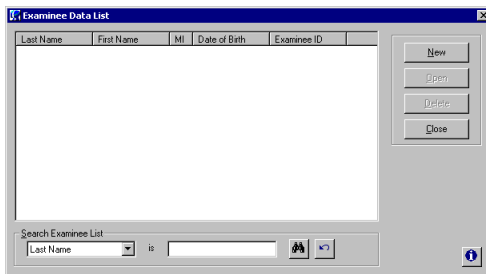 Examinee Data List
Last Name First Name MI Date of Birth Examinee ID
New
Open
Delete
Close
Search Examinee List
Last Name is